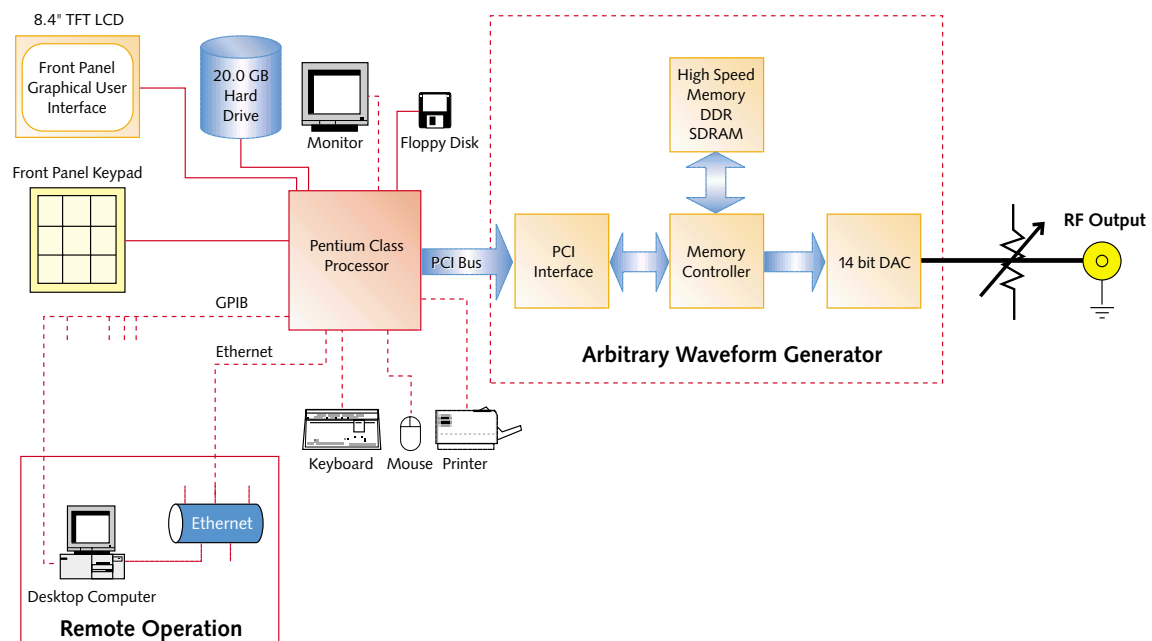 8.4" TFT LCD
Front Panel
Graphical User
Interface
20.0 GB
Hard
Drive
Monitor
Floppy Disk
High Speed
Memory
DDR
SDRAM
Front Panel Keypad
Pentium Class
Processor
PCI Bus
PCI
Interface
Memory
Controller
14 bit DAC
RF Output
GPIB
Ethernet
Arbitrary Waveform Generator
Keyboard
Mouse
Printer
Ethernet
Desktop Computer
Remote Operation